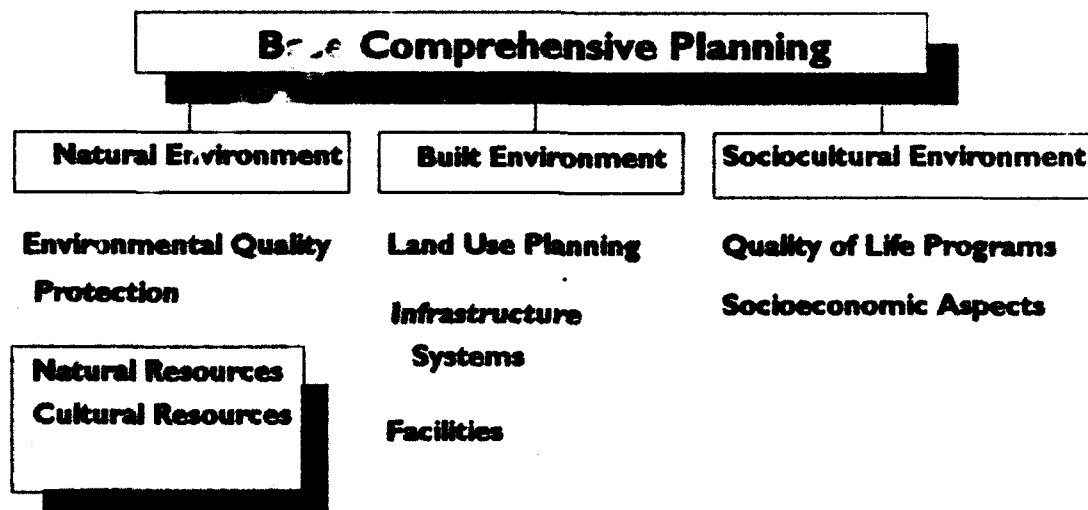 Base Comprehensive Planning
Natural Environment
Built Environment
Sociocultural Environment
Environmental Quality
Protection
Natural Resources
Cultural Resources
Land Use Planning
Infrastructure
Systems
Facilities
Quality of Life Programs
Socioeconomic Aspects